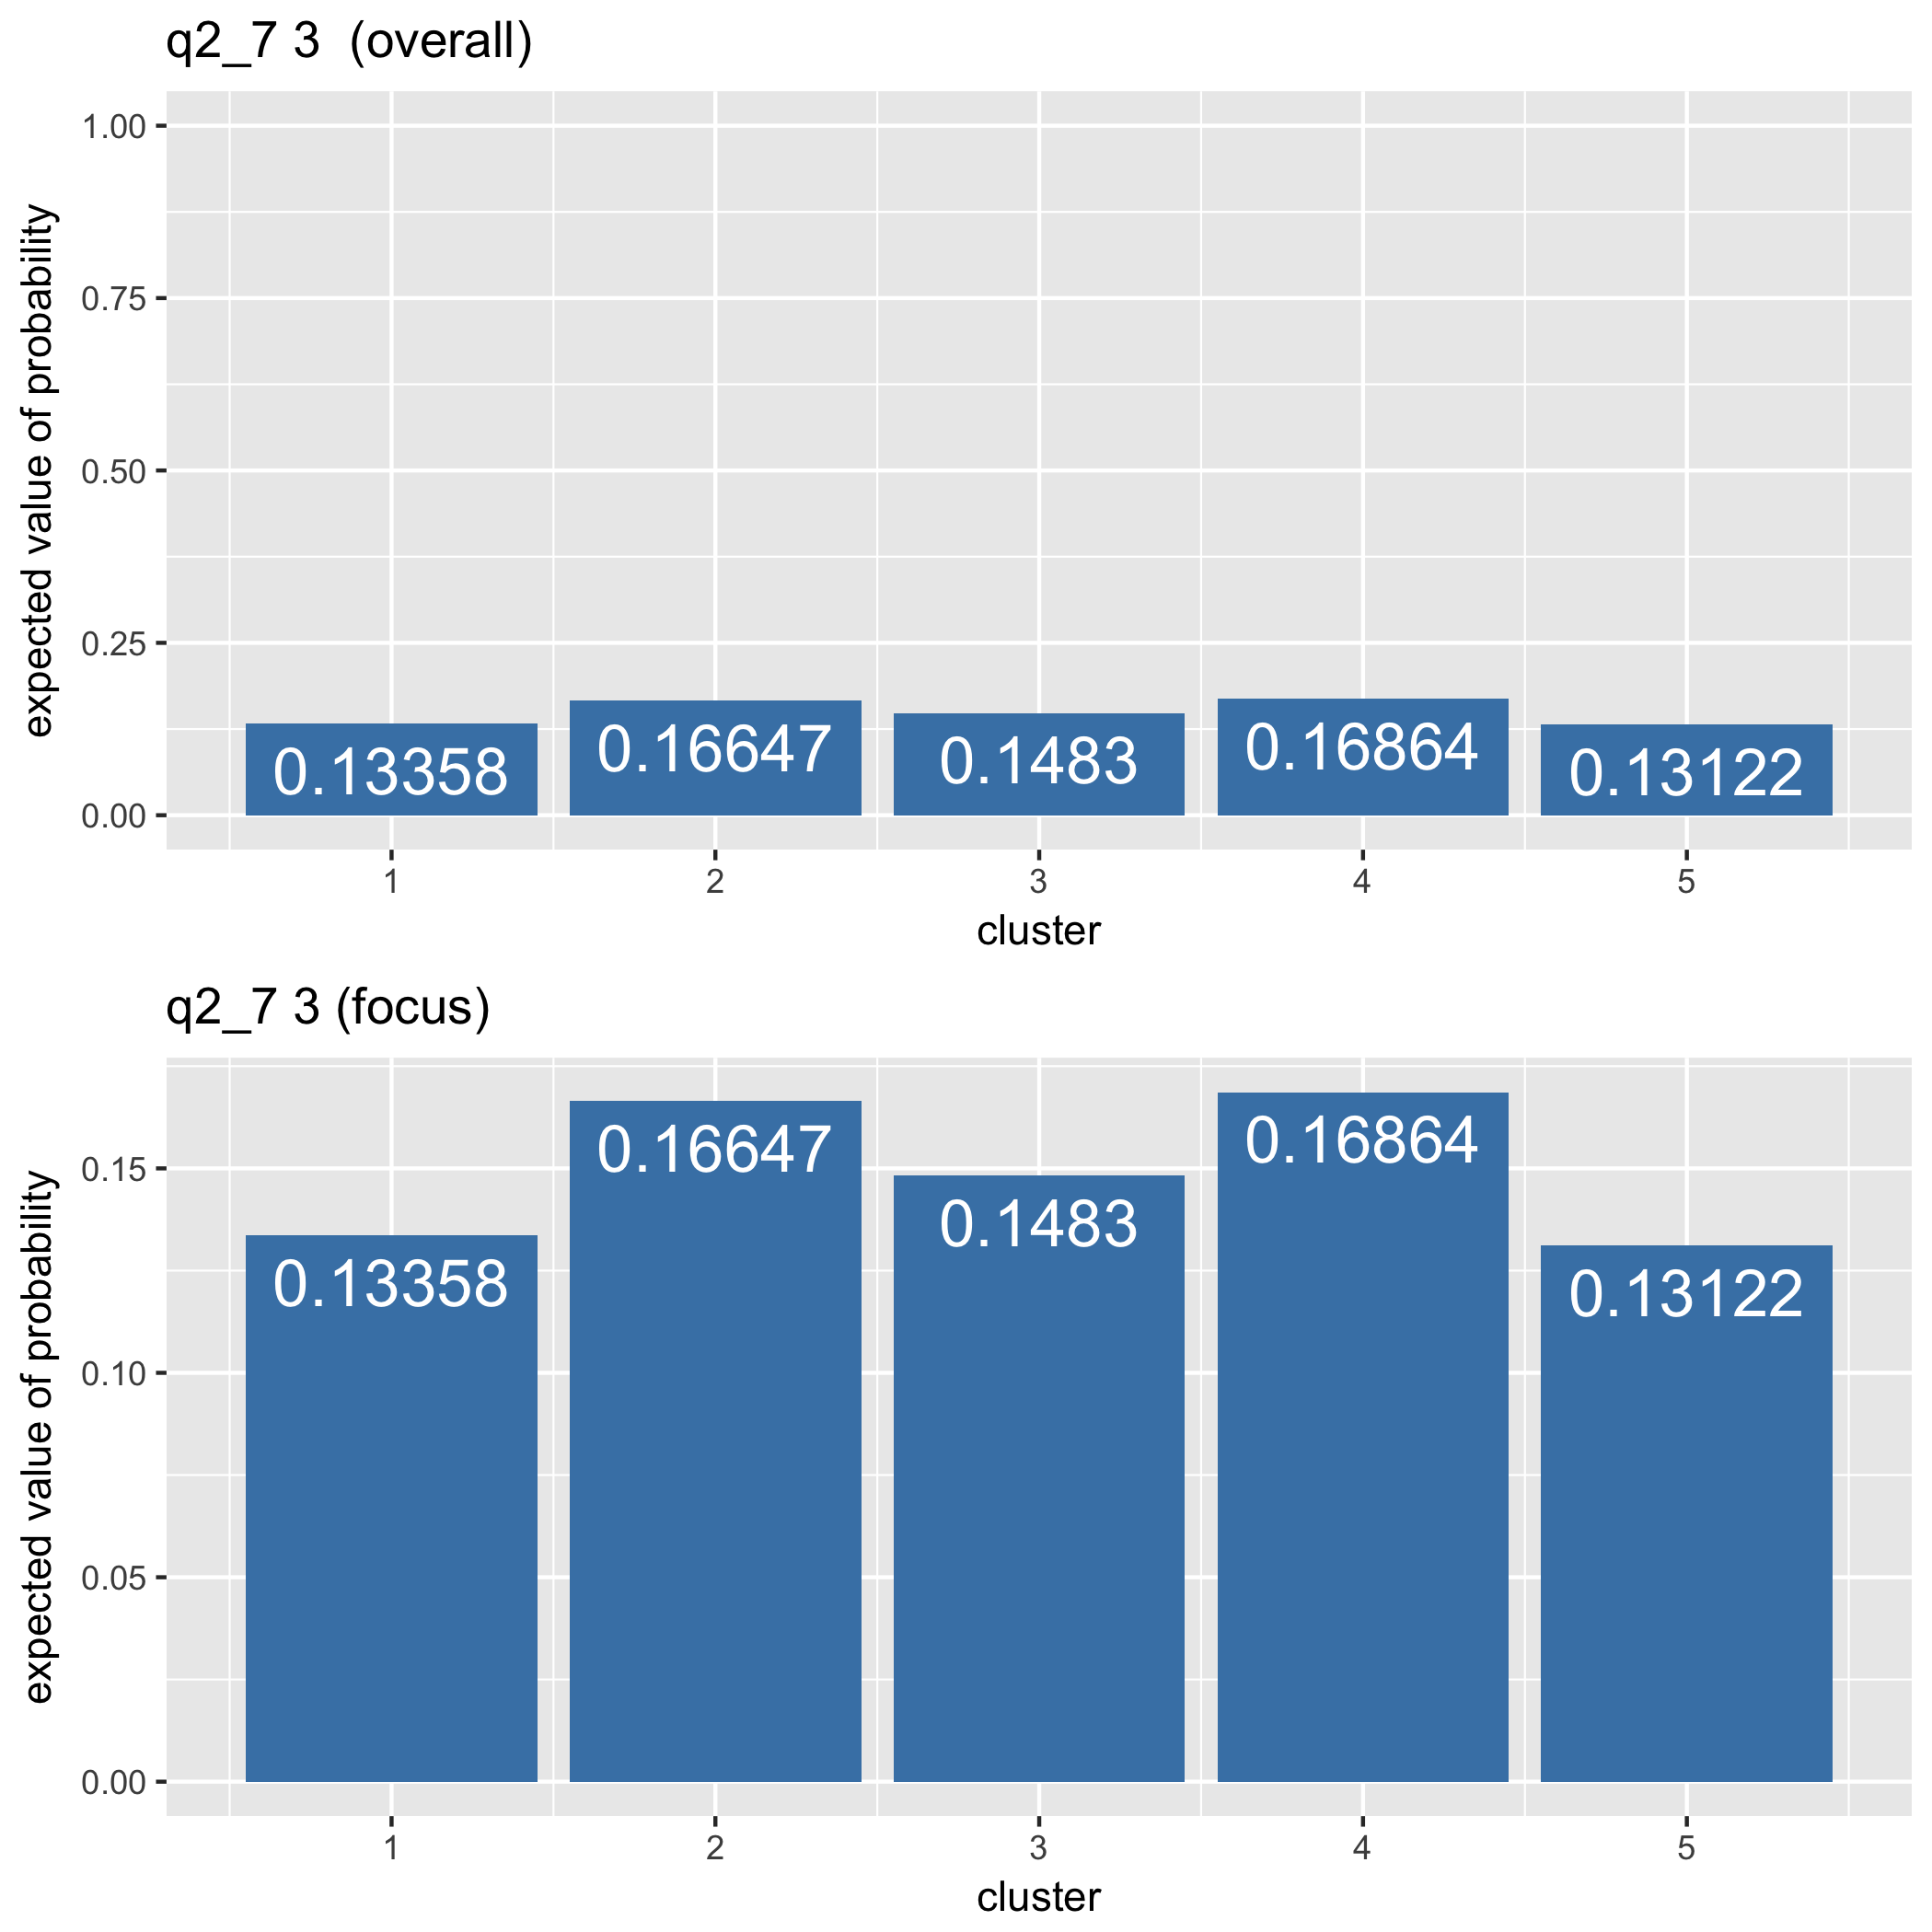 q2_7 3  (overall)
expected value of probability
1.00
0.75
0.50
0.25
0.00
0.13358
0.16647
0.1483
0.16864
0.13122
1 2 3 4 5
cluster
q2_7 3 (focus)
expected value of probability
0.15
0.10
0.05
0.00
0.13358
0.16647
0.1483
0.16864
0.13122
1 2 3 4 5
cluster